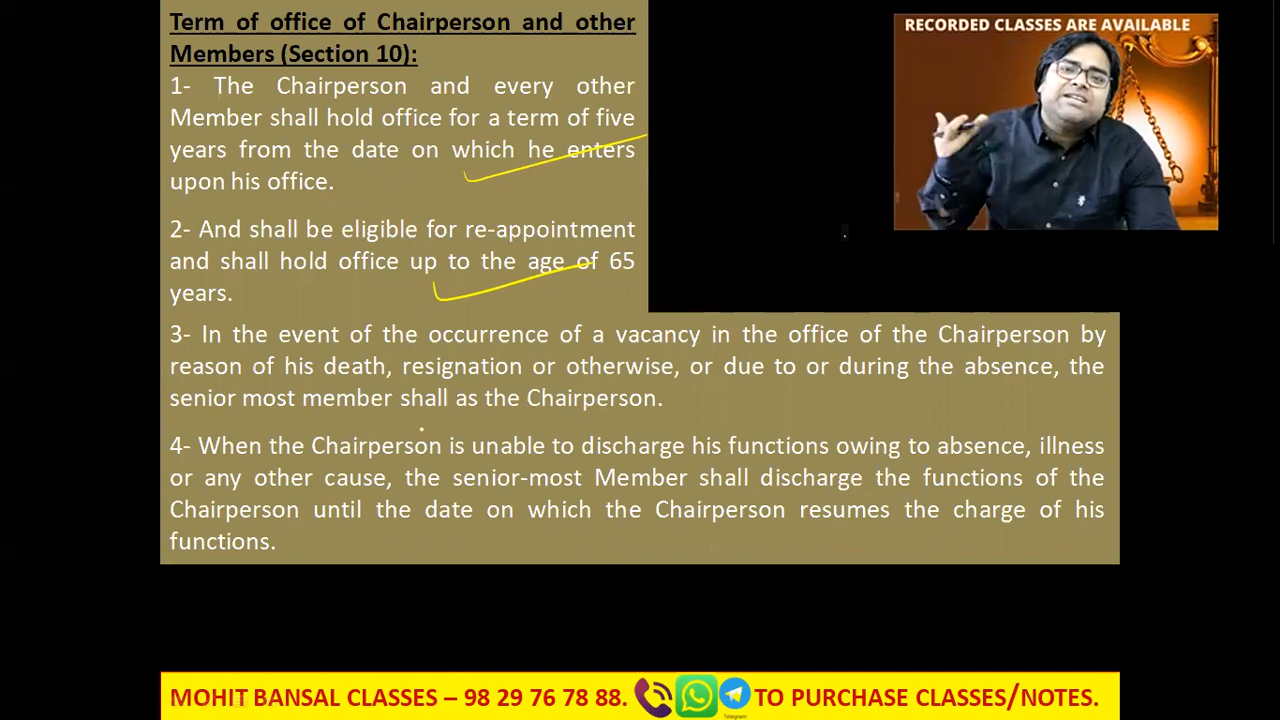 Term of office of Chairperson and other
Members (Section 10):
1- The Chairperson and every other
Member shall hold office for a term of five
years from the date on which he enters
upon his office.
2- And shall be eligible for re-appointment
and shall hold office up to the age of 65
years.
3- In the event of the occurrence of a vacancy in the office of the Chairperson by
reason of his death, resignation or otherwise, or due to or during the absence, the
senior most member shall as the Chairperson.
4- When the Chairperson is unable to discharge his functions owing to absence, illness
or any other cause, the senior-most Member shall discharge the functions of the
Chairperson until the date on which the Chairperson resumes the charge of his
functions.
RECORDED CLASSES ARE AVAILABLE
MOHIT BANSAL CLASSES – 98 29 76 78 88. TO PURCHASE CLASSES/NOTES.
Telegram